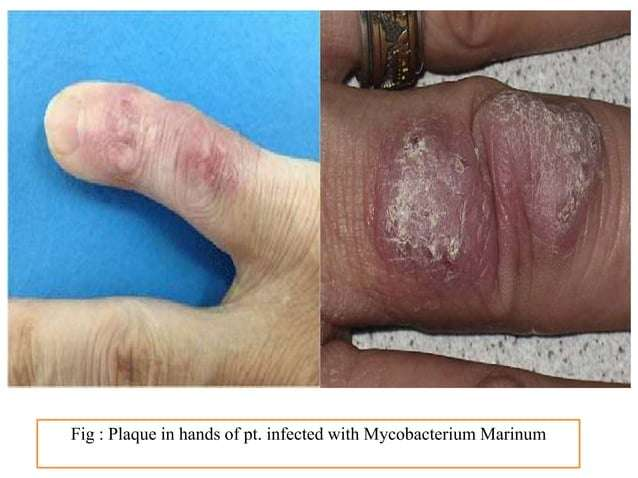 Fig : Plaque in hands of pt. infected with Mycobacterium Marinum